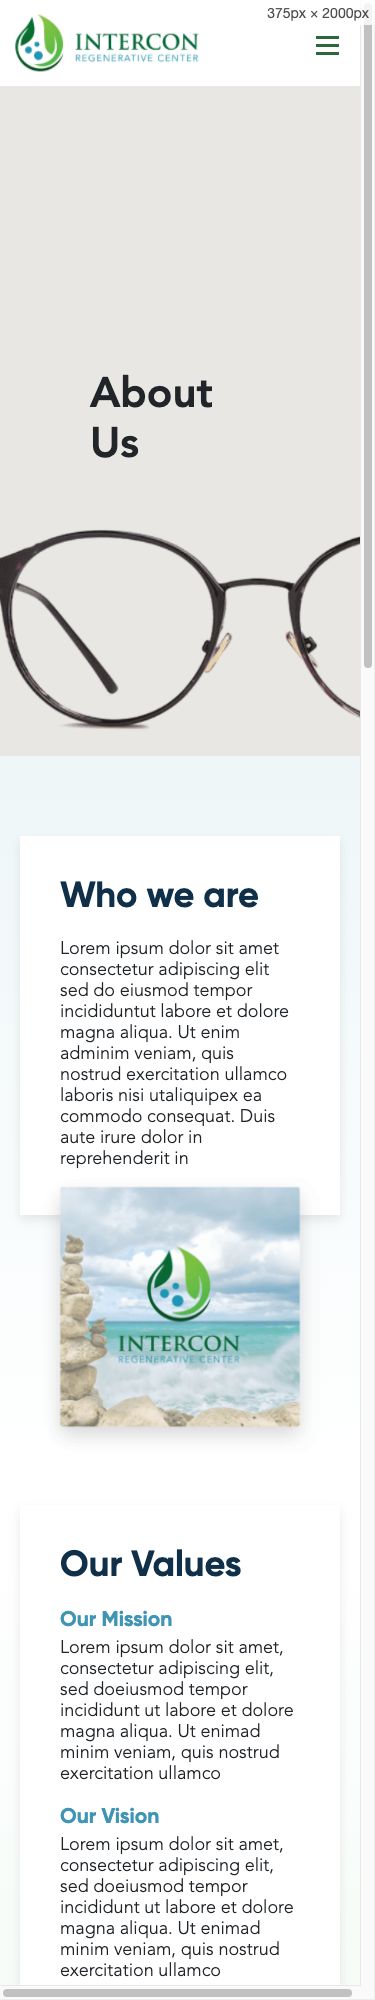 375px × 2000px
INTERCON
REGENERATIVE CENTER
About
Us
Who we are
Lorem ipsum dolor sit amet
consectetur adipiscing elit
sed do eiusmod tempor
incididuntut labore et dolore
magna aliqua. Ut enim
adminim veniam, quis
nostrud exercitation ullamco
laboris nisi utaliquipex ea
commodo consequat. Duis
aute irure dolor in
reprehenderit in
INTERCON
REGENERATIVE CENTER
Our Values
Our Mission
Lorem ipsum dolor sit amet,
consectetur adipiscing elit,
sed doeiusmod tempor
incididunt ut labore et dolore
magna aliqua. Ut enimad
minim veniam, quis nostrud
exercitation ullamco
Our Vision
Lorem ipsum dolor sit amet,
consectetur adipiscing elit,
sed doeiusmod tempor
incididunt ut labore et dolore
magna aliqua. Ut enimad
minim veniam, quis nostrud
exercitation ullamco